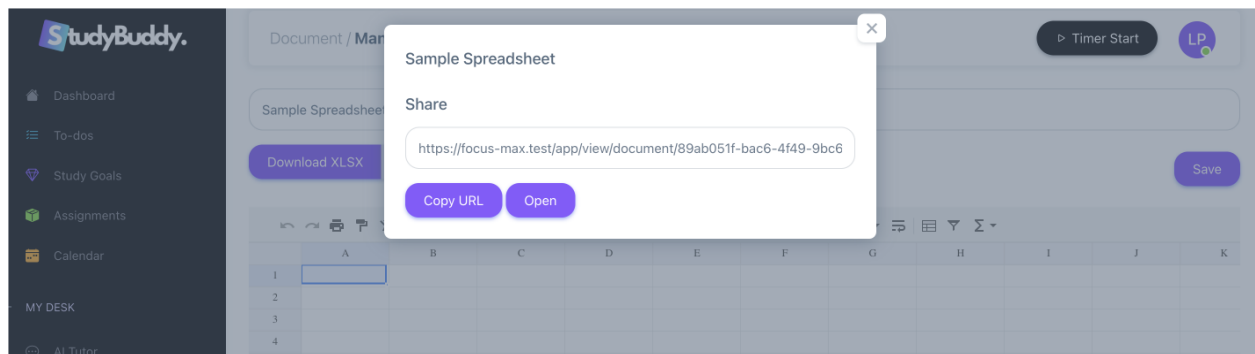 StudyBuddy.
Dashboard
To-dos
Study Goals
Assignments
Calendar
MY DESK
AI Tutor
Document / Man
Timer Start
LP
Sample Spreadsheet
Download XLSX
Save
Sample Spreadsheet
Share
https://focus-max.test/app/view/document/89ab051f-bac6-4f49-9bc6
Copy URL
Open
A B C D E F G H I J K
1
2
3
4